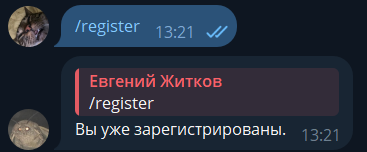 /register 13:21
Евгений Житков
/register
Вы уже зарегистрированы. 13:21